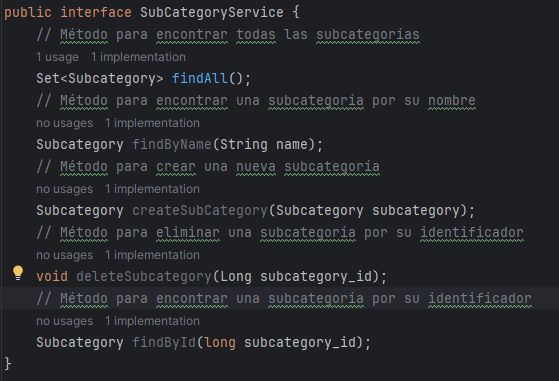 public interface SubCategoryService {
// Método para encontrar todas las subcategorías
1 usage   1 implementation
Set<Subcategory> findAll();
// Método para encontrar una subcategoría por su nombre
no usages   1 implementation
Subcategory findByName(String name);
// Método para crear una nueva subcategoría
no usages   1 implementation
Subcategory createSubCategory(Subcategory subcategory);
// Método para eliminar una subcategoría por su identificador
no usages   1 implementation
void deleteSubcategory(Long subcategory_id);
// Método para encontrar una subcategoría por su identificador
no usages   1 implementation
Subcategory findById(long subcategory_id);
}